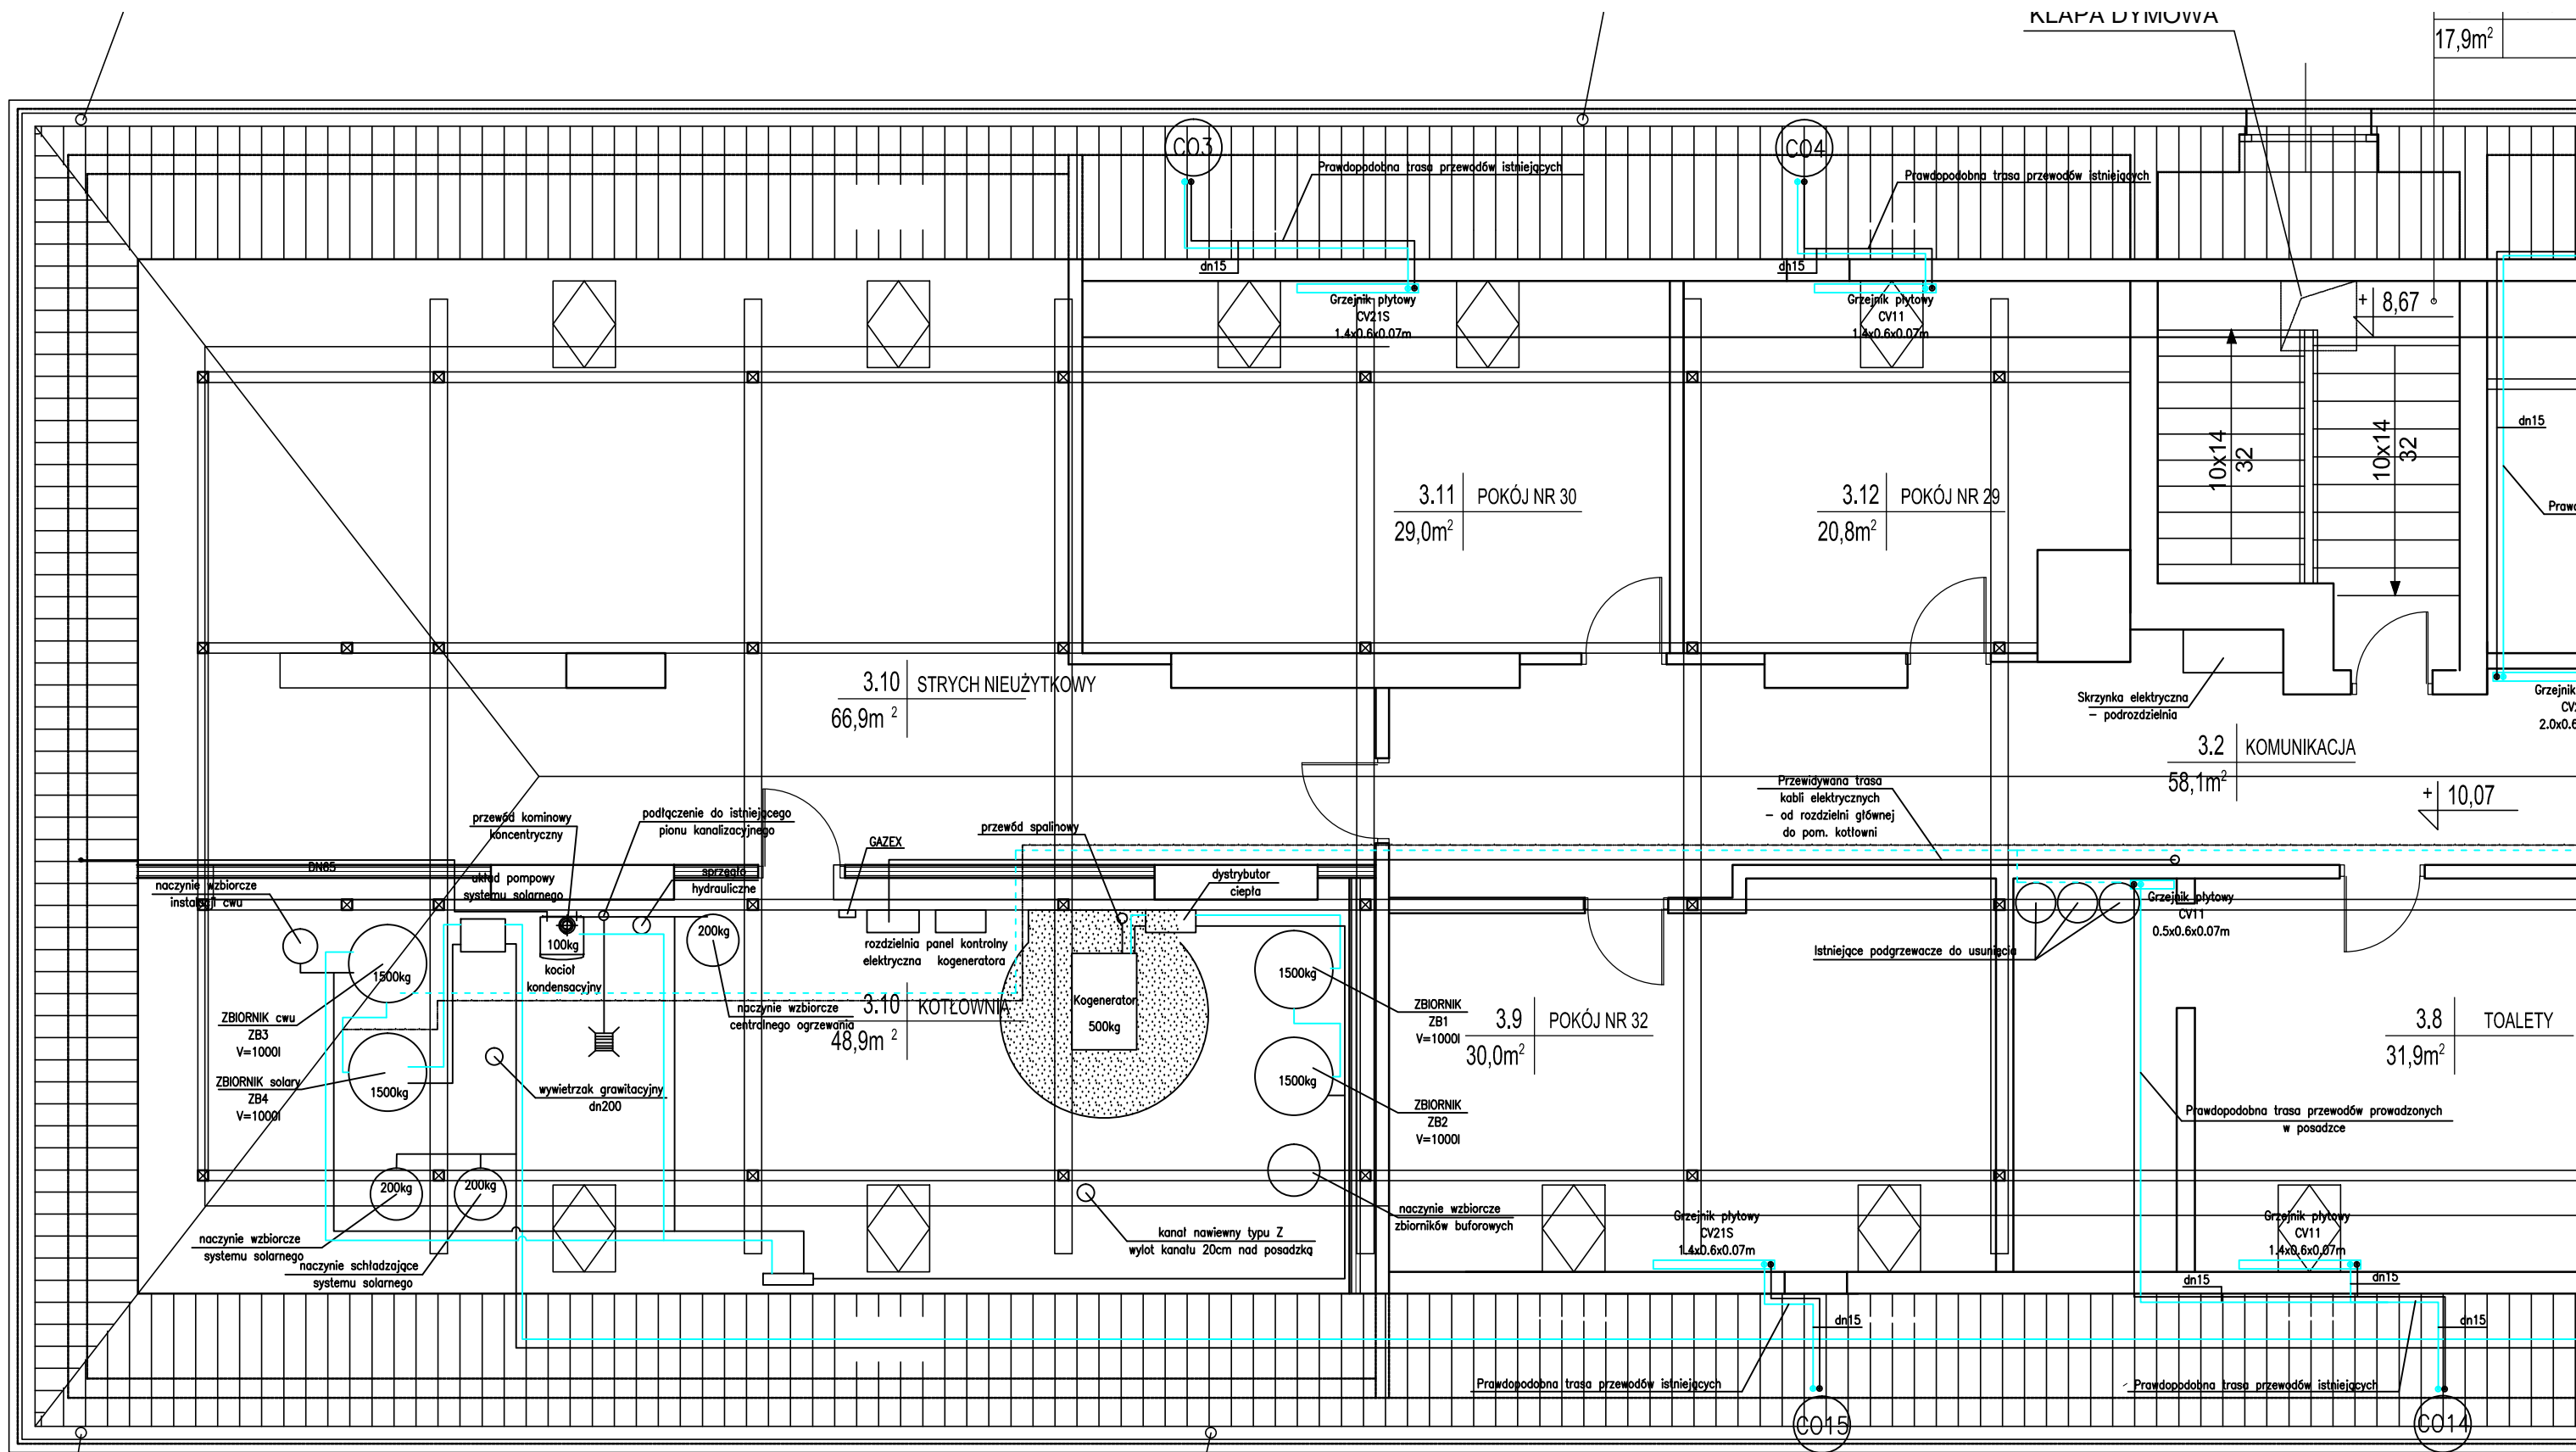 KLAPA DYMOWA
17,9m²
CO3
CO4
Prawdopodobna trasa przewodów istniejących
Prawdopodobna trasa przewodów istniejących
dn15
dn15
Grzejnik płytowy
CV21S
1.4x0.6x0.07m
Grzejnik płytowy
CV11
1.4x0.6x0.07m
+ 8,67
10x14
32
10x14
32
dn15
3.11 POKÓJ NR 30
29,0m²
3.12 POKÓJ NR 29
20,8m²
3.10 STRYCH NIEUŻYTKOWY
66,9m ²
Skrzynka elektryczna
– podrozdzielnia
Grzejnik
3.2 KOMUNIKACJA
58,1m²
+ 10,07
Przewidywana trasa
kabli elektrycznych
– od rozdzielni głównej
do pom. kotłowni
przewód kominowy
koncentryczny
podłączenie do istniejącego
pionu kanalizacyjnego
GAZEX
przewód spalinowy
DN65
naczynie wzbiorcze
instalacji cwu
układ pompowy
systemu solarnego
sprzęgło
hydrauliczne
dystrybutor
ciepła
100kg
kocioł
kondensacyjny
200kg
rozdzielnia
elektryczna
panel kontrolny
kogeneratora
Grzejnik płytowy
CV11
0.5x0.6x0.07m
Istniejące podgrzewacze do usunięcia
1500kg
1500kg
Kogenerator
500kg
naczynie wzbiorcze
centralnego ogrzewania
3.10 KOTŁOWNIA
48,9m ²
ZBIORNIK cwu
ZB3
V=1000l
ZBIORNIK
ZB1
V=1000l
3.9 POKÓJ NR 32
30,0m²
3.8 TOALETY
31,9m²
ZBIORNIK solary
ZB4
V=1000l
1500kg
1500kg
wywietrzak grawitacyjny
dn200
ZBIORNIK
ZB2
V=1000l
Prawdopodobna trasa przewodów prowadzonych
w posadzce
200kg
200kg
naczynie wzbiorcze
systemu solarnego
naczynie schładzające
systemu solarnego
kanał nawiewny typu Z
wylot kanału 20cm nad posadzką
naczynie wzbiorcze
zbiorników buforowych
Grzejnik płytowy
CV21S
1.4x0.6x0.07m
Grzejnik płytowy
CV11
1.4x0.6x0.07m
dn15
dn15
dn15
dn15
Prawdopodobna trasa przewodów istniejących
Prawdopodobna trasa przewodów istniejących
CO15
CO14